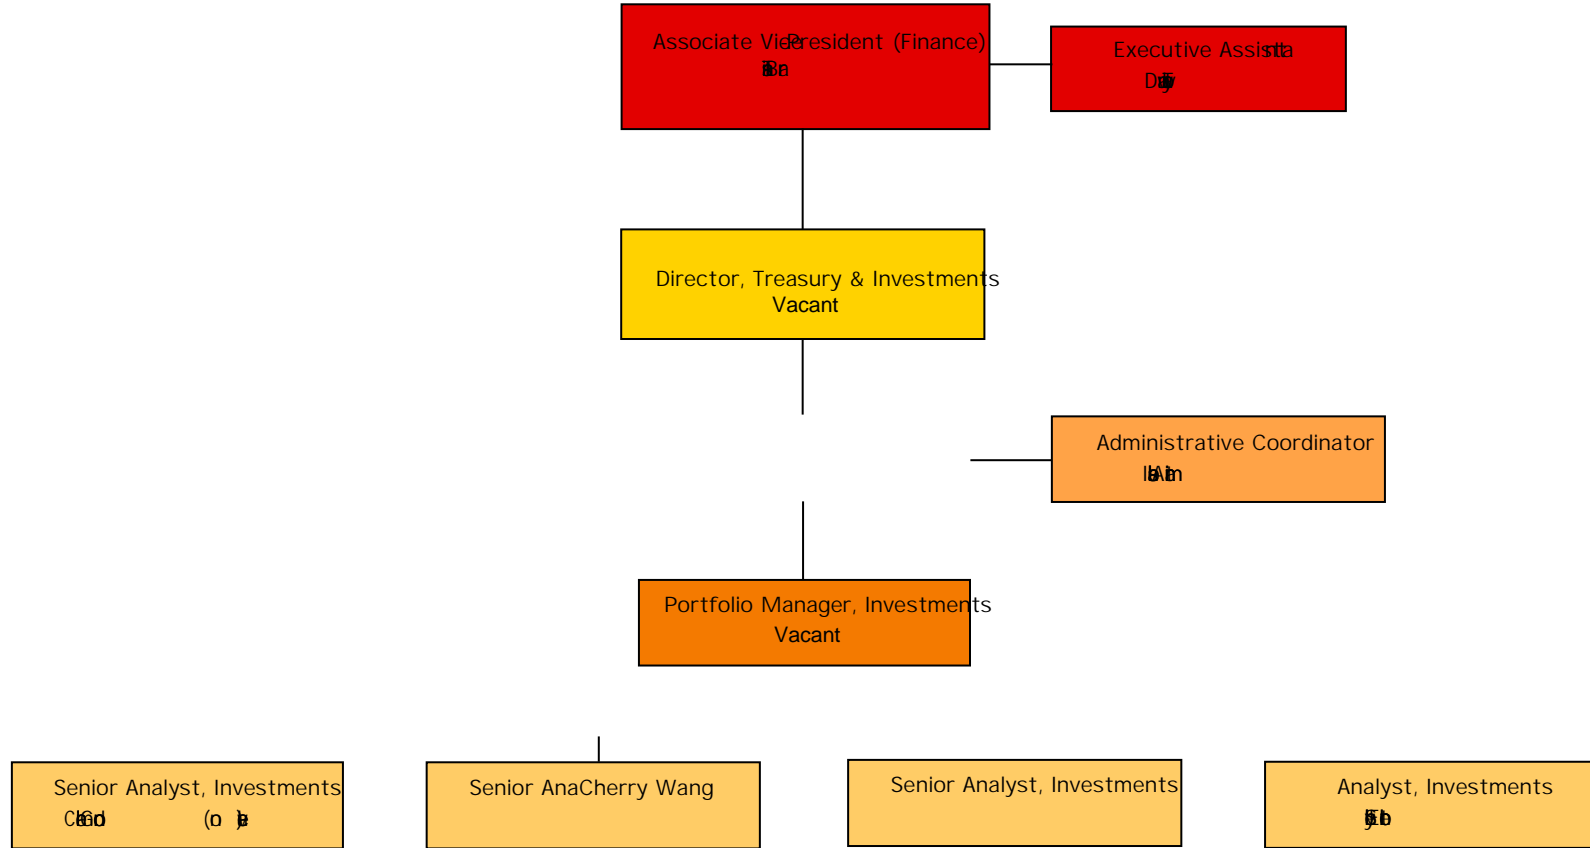 Associate Vice President (Finance)
Executive Assistant
Director, Treasury & Investments
Vacant
Administrative Coordinator
Portfolio Manager, Investments
Vacant
Senior Analyst, Investments
Senior AnaCherry Wang
Senior Analyst, Investments
Analyst, Investments